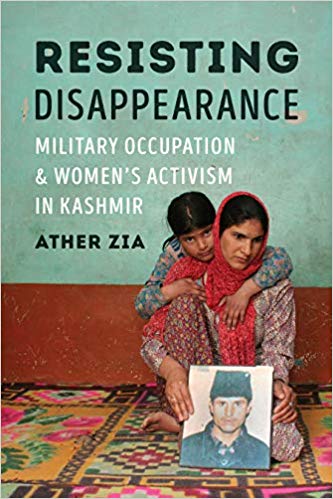 RESISTING
DISAPPEARANCE
MILITARY OCCUPATION
& WOMEN'S ACTIVISM
IN KASHMIR
ATHER ZIA